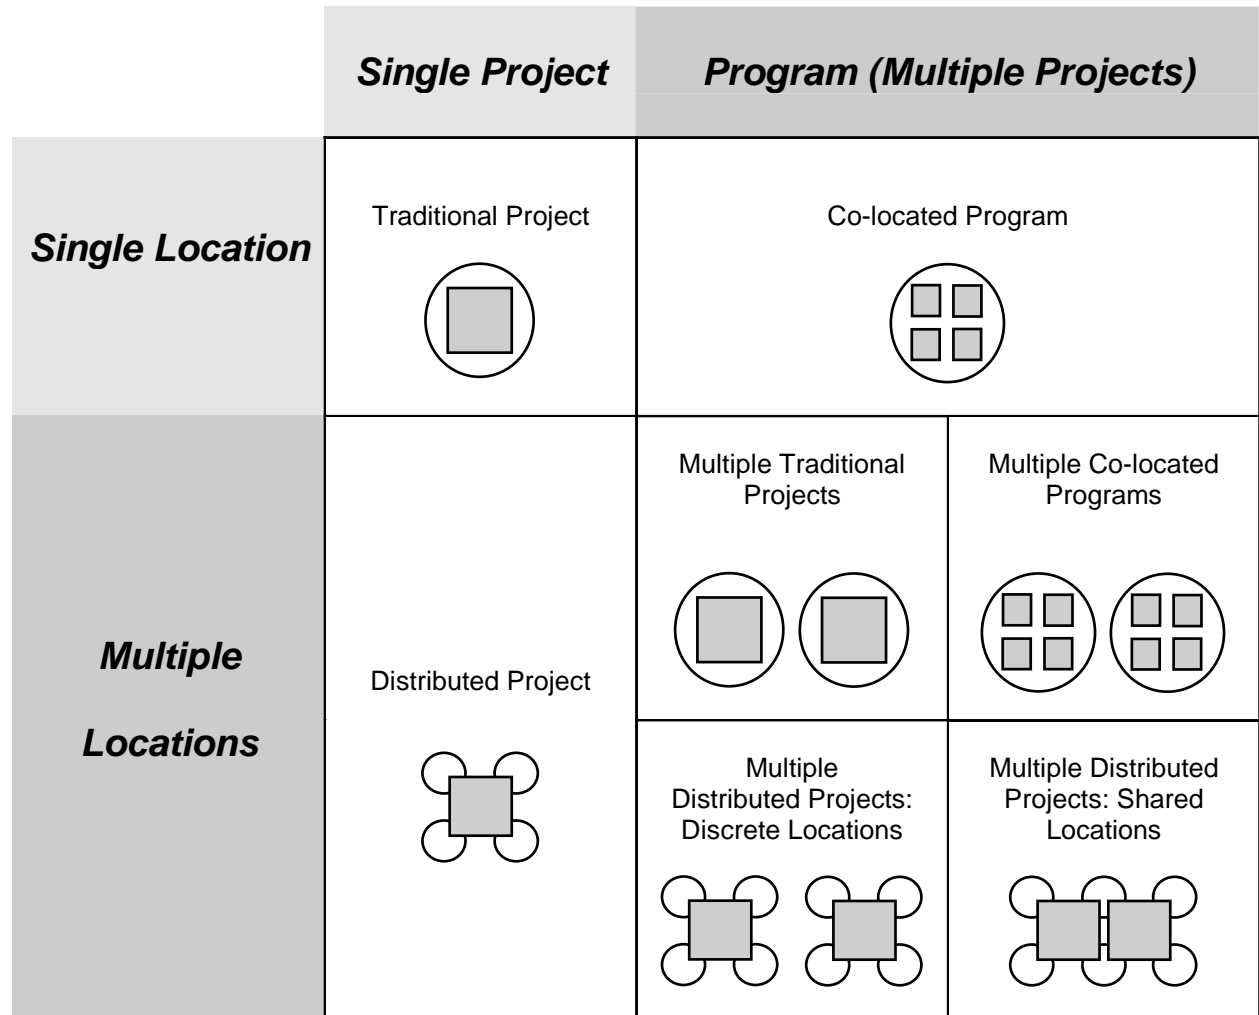 Single Project
Program (Multiple Projects)
Single Location
Traditional Project
Co-located Program
Multiple
Locations
Distributed Project
Multiple Traditional
Projects
Multiple Co-located
Programs
Multiple
Distributed Projects:
Discrete Locations
Multiple Distributed
Projects: Shared
Locations